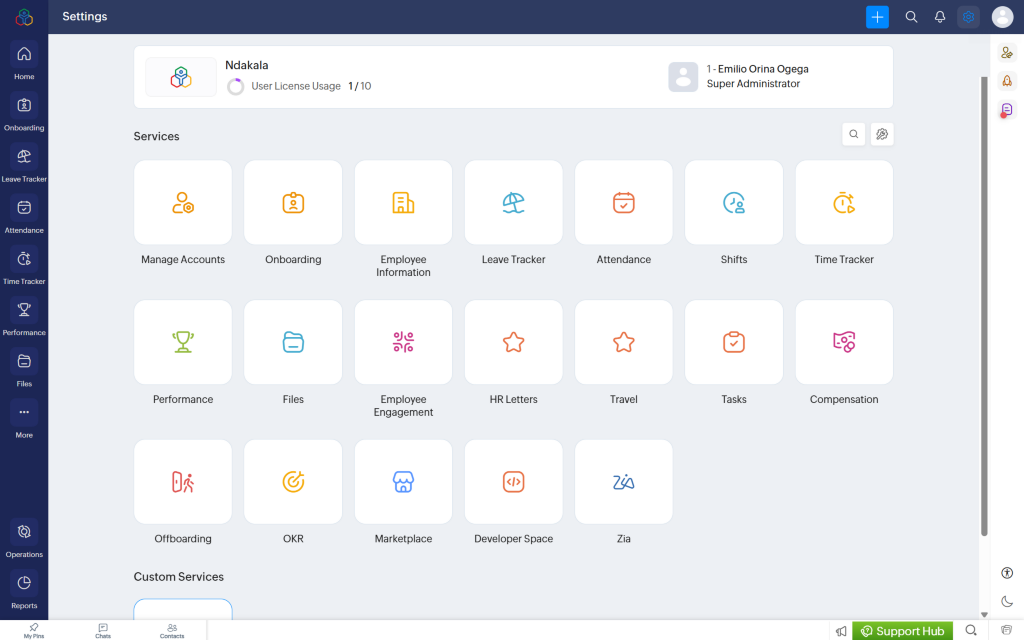 Settings
Home
Onboarding
Leave Tracker
Attendance
Time Tracker
Performance
Files
More
Operations
Reports
Ndakala
User License Usage 1/10
1 - Emilio Orina Ogega
Super Administrator
Services
Manage Accounts
Onboarding
Employee
Information
Leave Tracker
Attendance
Shifts
Time Tracker
Performance
Files
Employee
Engagement
HR Letters
Travel
Tasks
Compensation
Offboarding
OKR
Marketplace
Developer Space
Zia
Custom Services
My Pins
Chats
Contacts
Support Hub